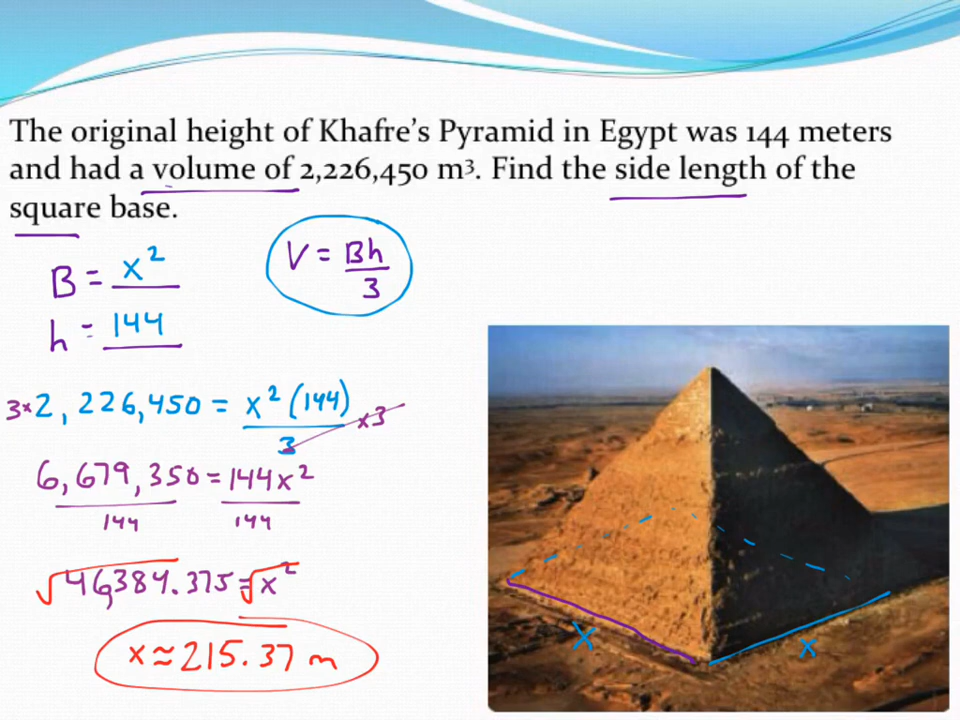 The original height of Khafre's Pyramid in Egypt was 144 meters
and had a volume of 2,226,450 m³. Find the side length of the
square base.
B = x²
V = Bh/3
h = 144
3× 2,226,450 = x²(144)/3 ×3
6,679,350/144 = 144x²/144
√46,384.375 = √x²
x ≈ 215.37 m
x
x